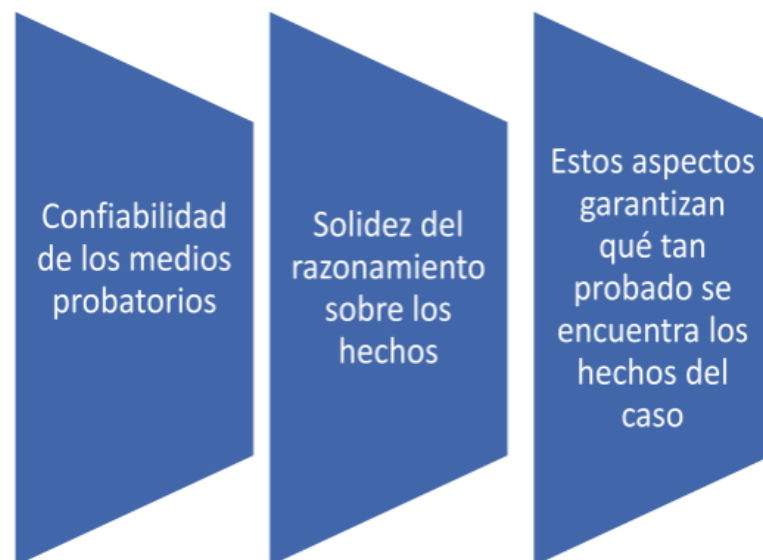 Confiabilidad
de los medios
probatorios
Solidez del
razonamiento
sobre los
hechos
Estos aspectos
garantizan
qué tan
probado se
encuentra los
hechos del
caso